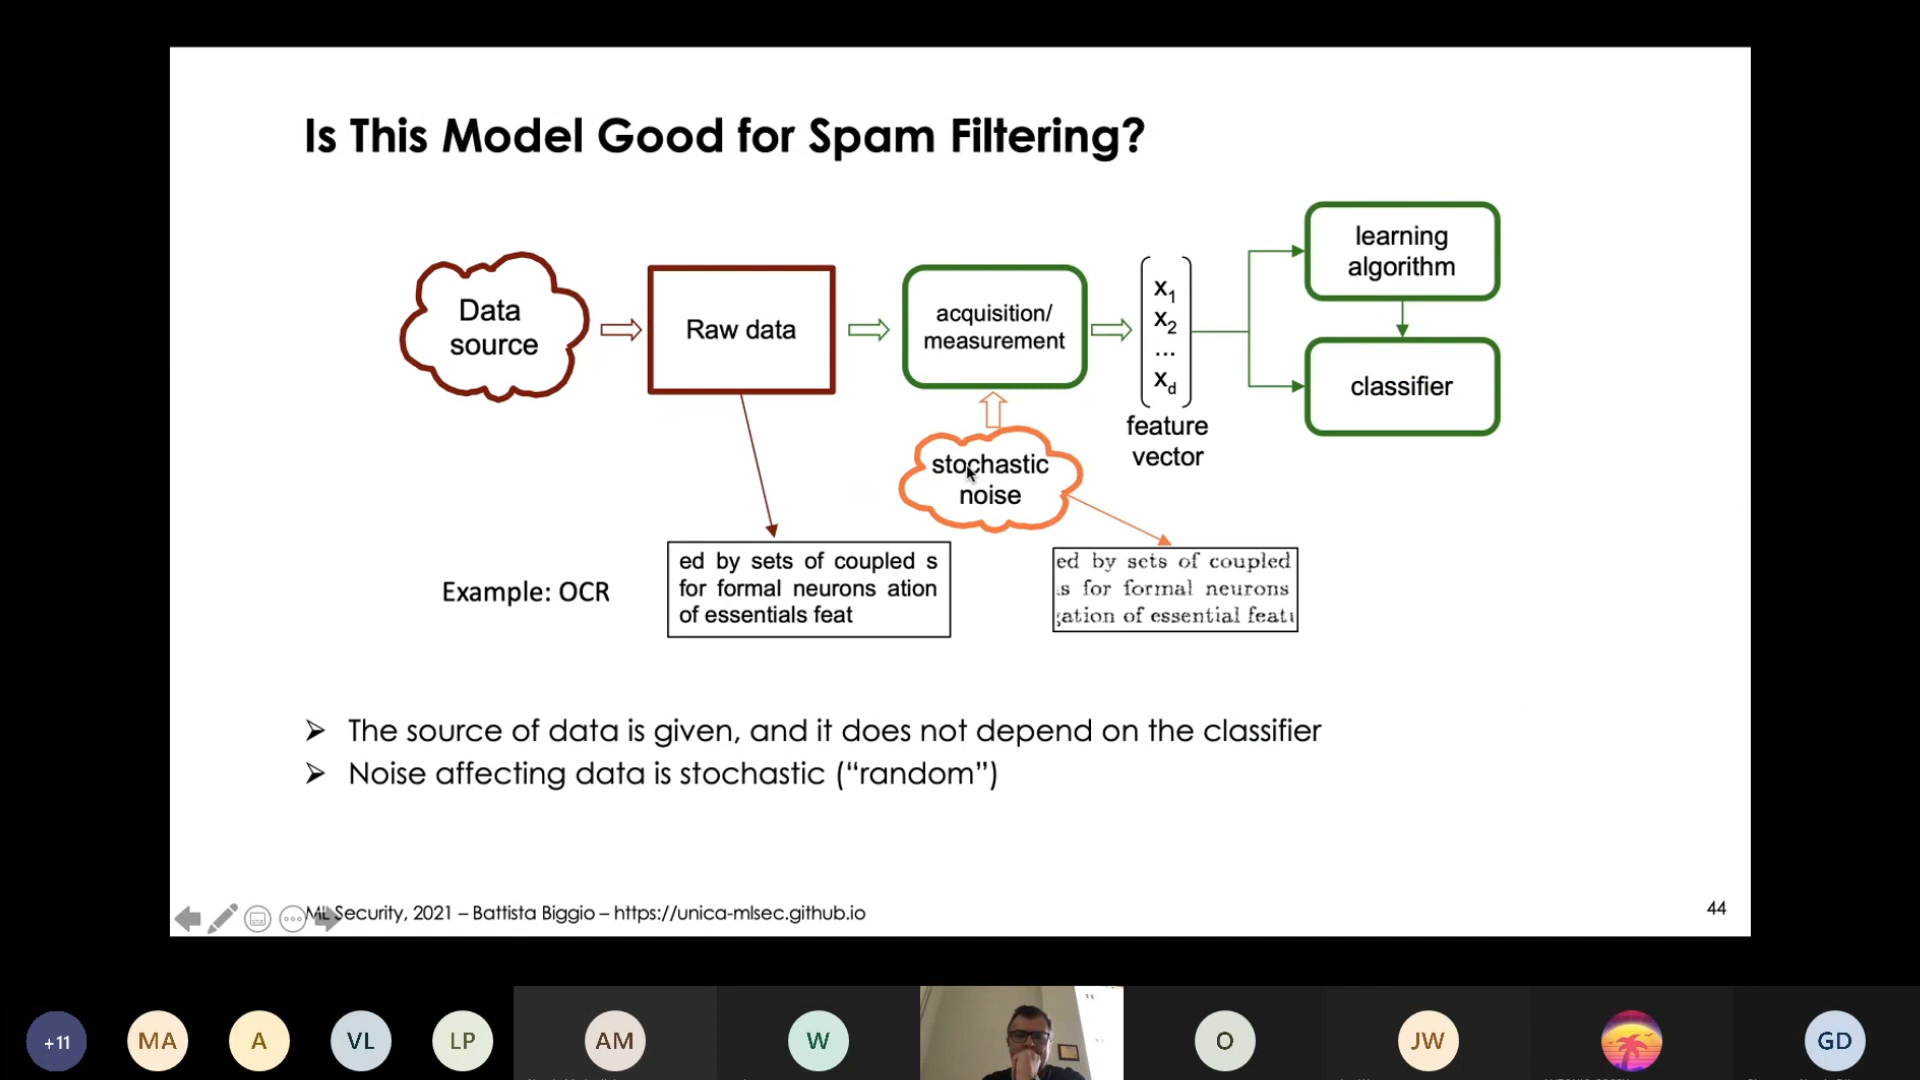 Is This Model Good for Spam Filtering?
Data
source
Raw data
acquisition/
measurement
x1
x2
...
xd
feature
vector
learning
algorithm
classifier
stochastic
noise
Example: OCR
ed by sets of coupled s
for formal neurons ation
of essentials feat
ed by sets of coupled
s for formal neurons
ation of essential feat
➢ The source of data is given, and it does not depend on the classifier
➢ Noise affecting data is stochastic (“random”)
ML Security, 2021 – Battista Biggio – https://unica-mlsec.github.io
44
+11
MA
A
VL
LP
AM
W
O
JW
GD